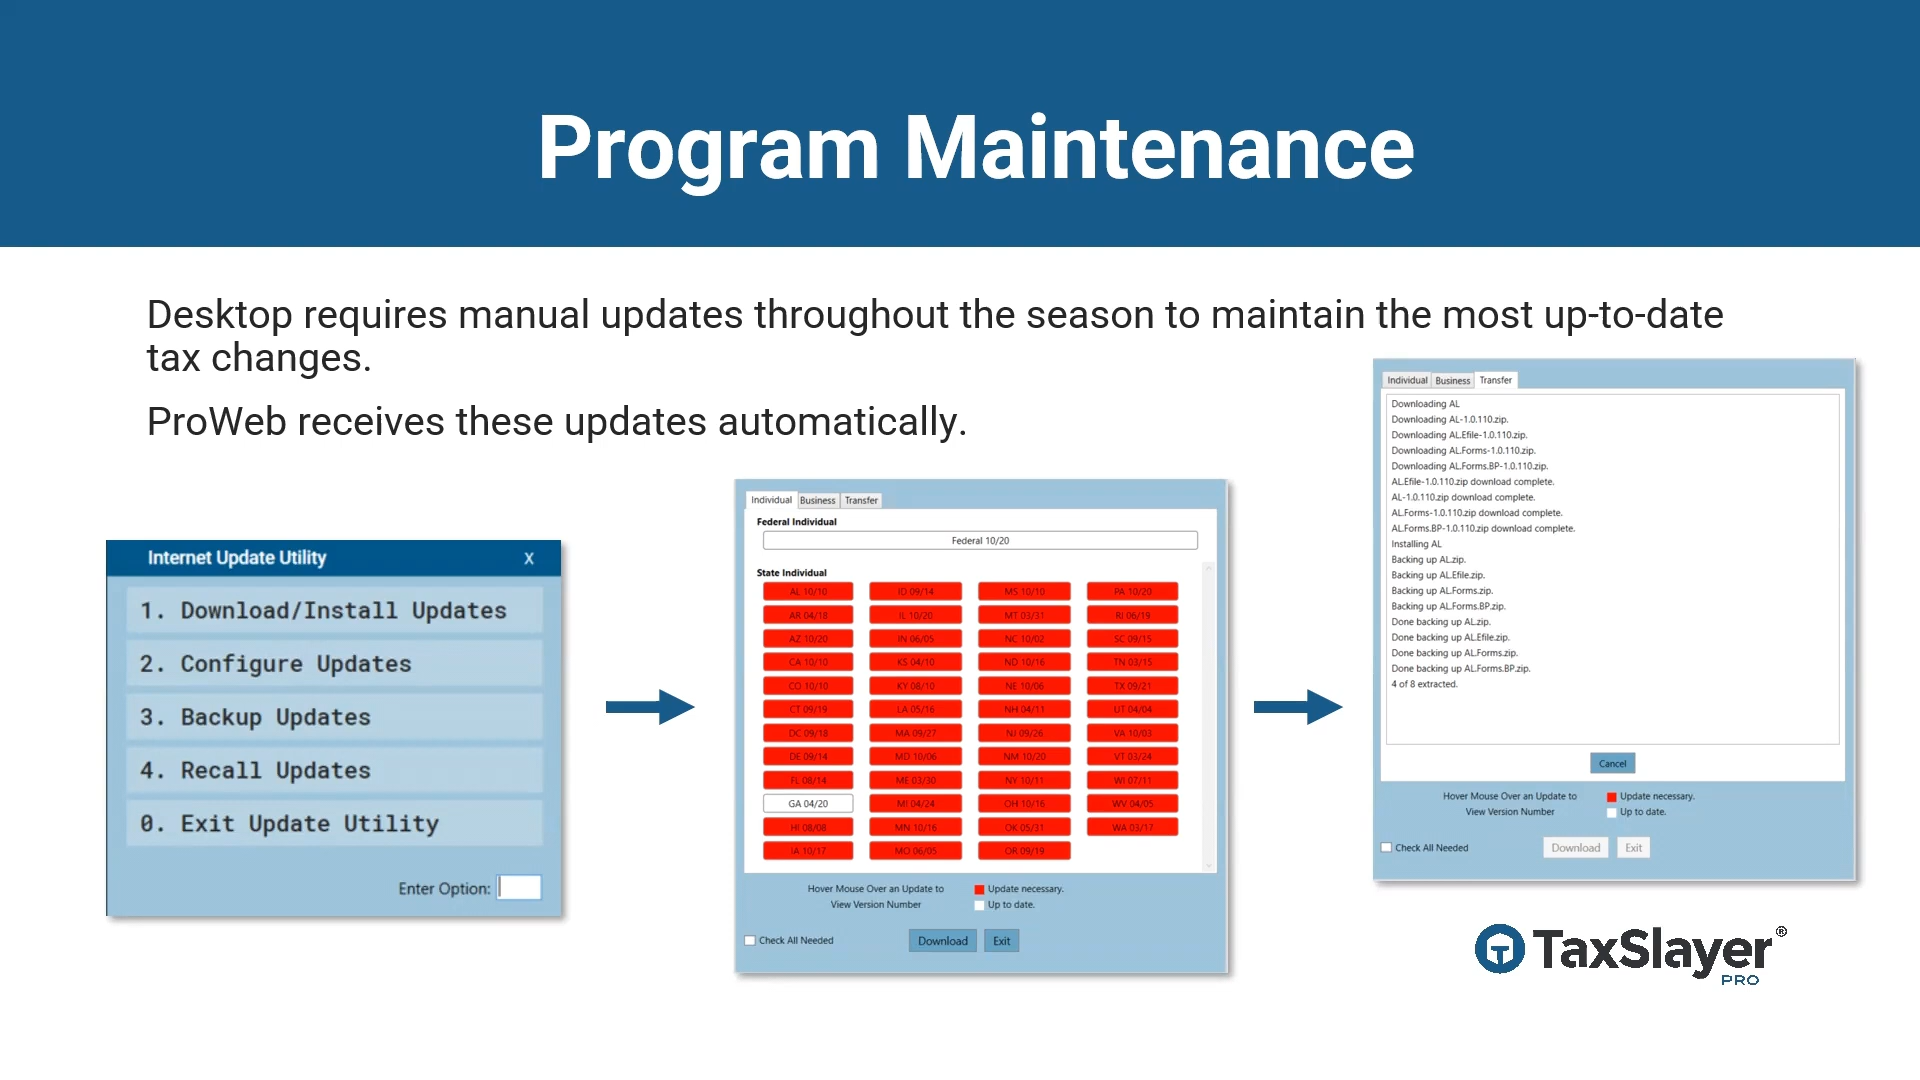 Program Maintenance
Desktop requires manual updates throughout the season to maintain the most up-to-date
tax changes.
ProWeb receives these updates automatically.
Internet Update Utility X
1. Download/Install Updates
2. Configure Updates
3. Backup Updates
4. Recall Updates
0. Exit Update Utility
Enter Option:
Individual Business Transfer
Federal Individual
Federal 10/20
State Individual
AL 10/10 ID 09/14 MS 10/10 PA 10/20
AR 04/18 IL 10/20 MT 03/31 RI 06/19
AZ 10/20 IN 06/05 NC 10/02 SC 09/15
CA 10/10 KS 04/10 ND 10/16 TN 03/15
CO 10/10 KY 08/10 NE 10/06 TX 09/21
CT 09/19 LA 05/16 NH 04/11 UT 04/04
DC 09/18 MA 09/27 NJ 09/26 VA 10/03
DE 09/14 MD 10/06 NM 10/20 VT 03/24
FL 08/14 ME 03/30 NY 10/11 WI 07/11
GA 04/20 MI 04/24 OH 10/16 WV 04/05
HI 08/08 MN 10/16 OK 05/31 WA 03/17
IA 10/17 MO 06/05 OR 09/19
Hover Mouse Over an Update to Update necessary.
View Version Number Up to date.
Check All Needed Download Exit
Individual Business Transfer
Downloading AL
Downloading AL-1.0.110.zip.
Downloading AL.Efile-1.0.110.zip.
Downloading AL.Forms-1.0.110.zip.
Downloading AL.Forms.BP-1.0.110.zip.
AL.Efile-1.0.110.zip download complete.
AL-1.0.110.zip download complete.
AL.Forms-1.0.110.zip download complete.
AL.Forms.BP-1.0.110.zip download complete.
Installing AL
Backing up AL.zip.
Backing up AL.Efile.zip.
Backing up AL.Forms.zip.
Backing up AL.Forms.BP.zip.
Done backing up AL.zip.
Done backing up AL.Efile.zip.
Done backing up AL.Forms.zip.
Done backing up AL.Forms.BP.zip.
4 of 8 extracted.
Cancel
Hover Mouse Over an Update to Update necessary.
View Version Number Up to date.
Check All Needed Download Exit
TaxSlayer®
PRO